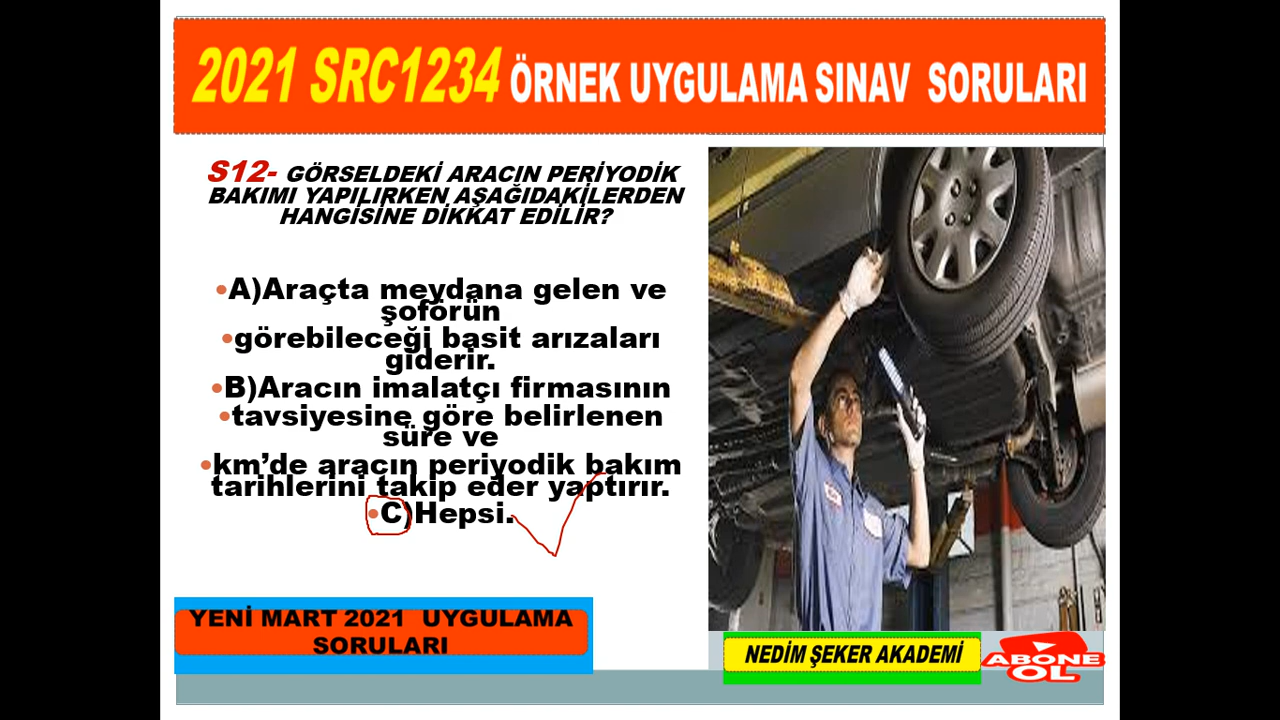 2021 SRC1234 ÖRNEK UYGULAMA SINAV SORULARI
S12- GÖRSELDEKİ ARACIN PERİYODİK
BAKIMI YAPILIRKEN AŞAĞIDAKİLERDEN
HANGİSİNE DİKKAT EDİLİR?
•A)Araçta meydana gelen ve
şoförün
•görebileceği basit arızaları
giderir.
•B)Aracın imalatçı firmasının
•tavsiyesine göre belirlenen
süre ve
•km’de aracın periyodik bakım
tarihlerini takip eder yaptırır.
•C)Hepsi.
YENİ MART 2021 UYGULAMA
SORULARI
NEDİM ŞEKER AKADEMİ
ABONE
OL